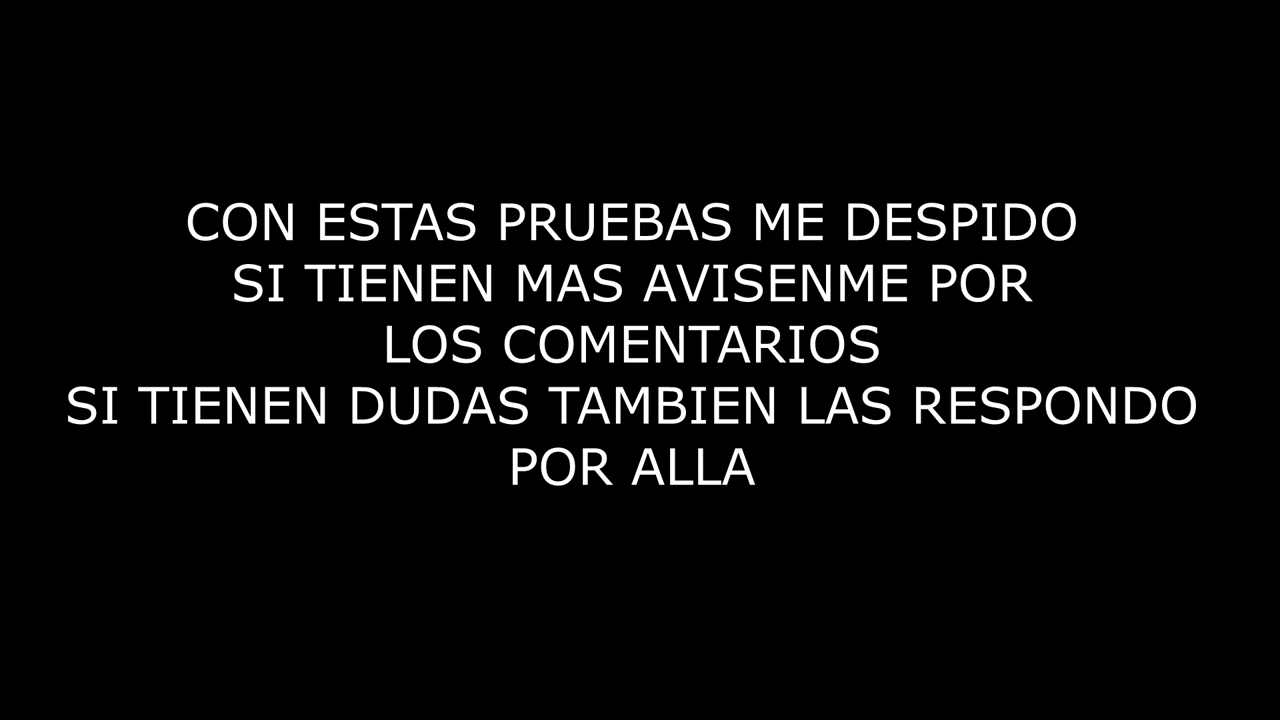 CON ESTAS PRUEBAS ME DESPIDO
SI TIENEN MAS AVISENME POR
LOS COMENTARIOS
SI TIENEN DUDAS TAMBIEN LAS RESPONDO
POR ALLA